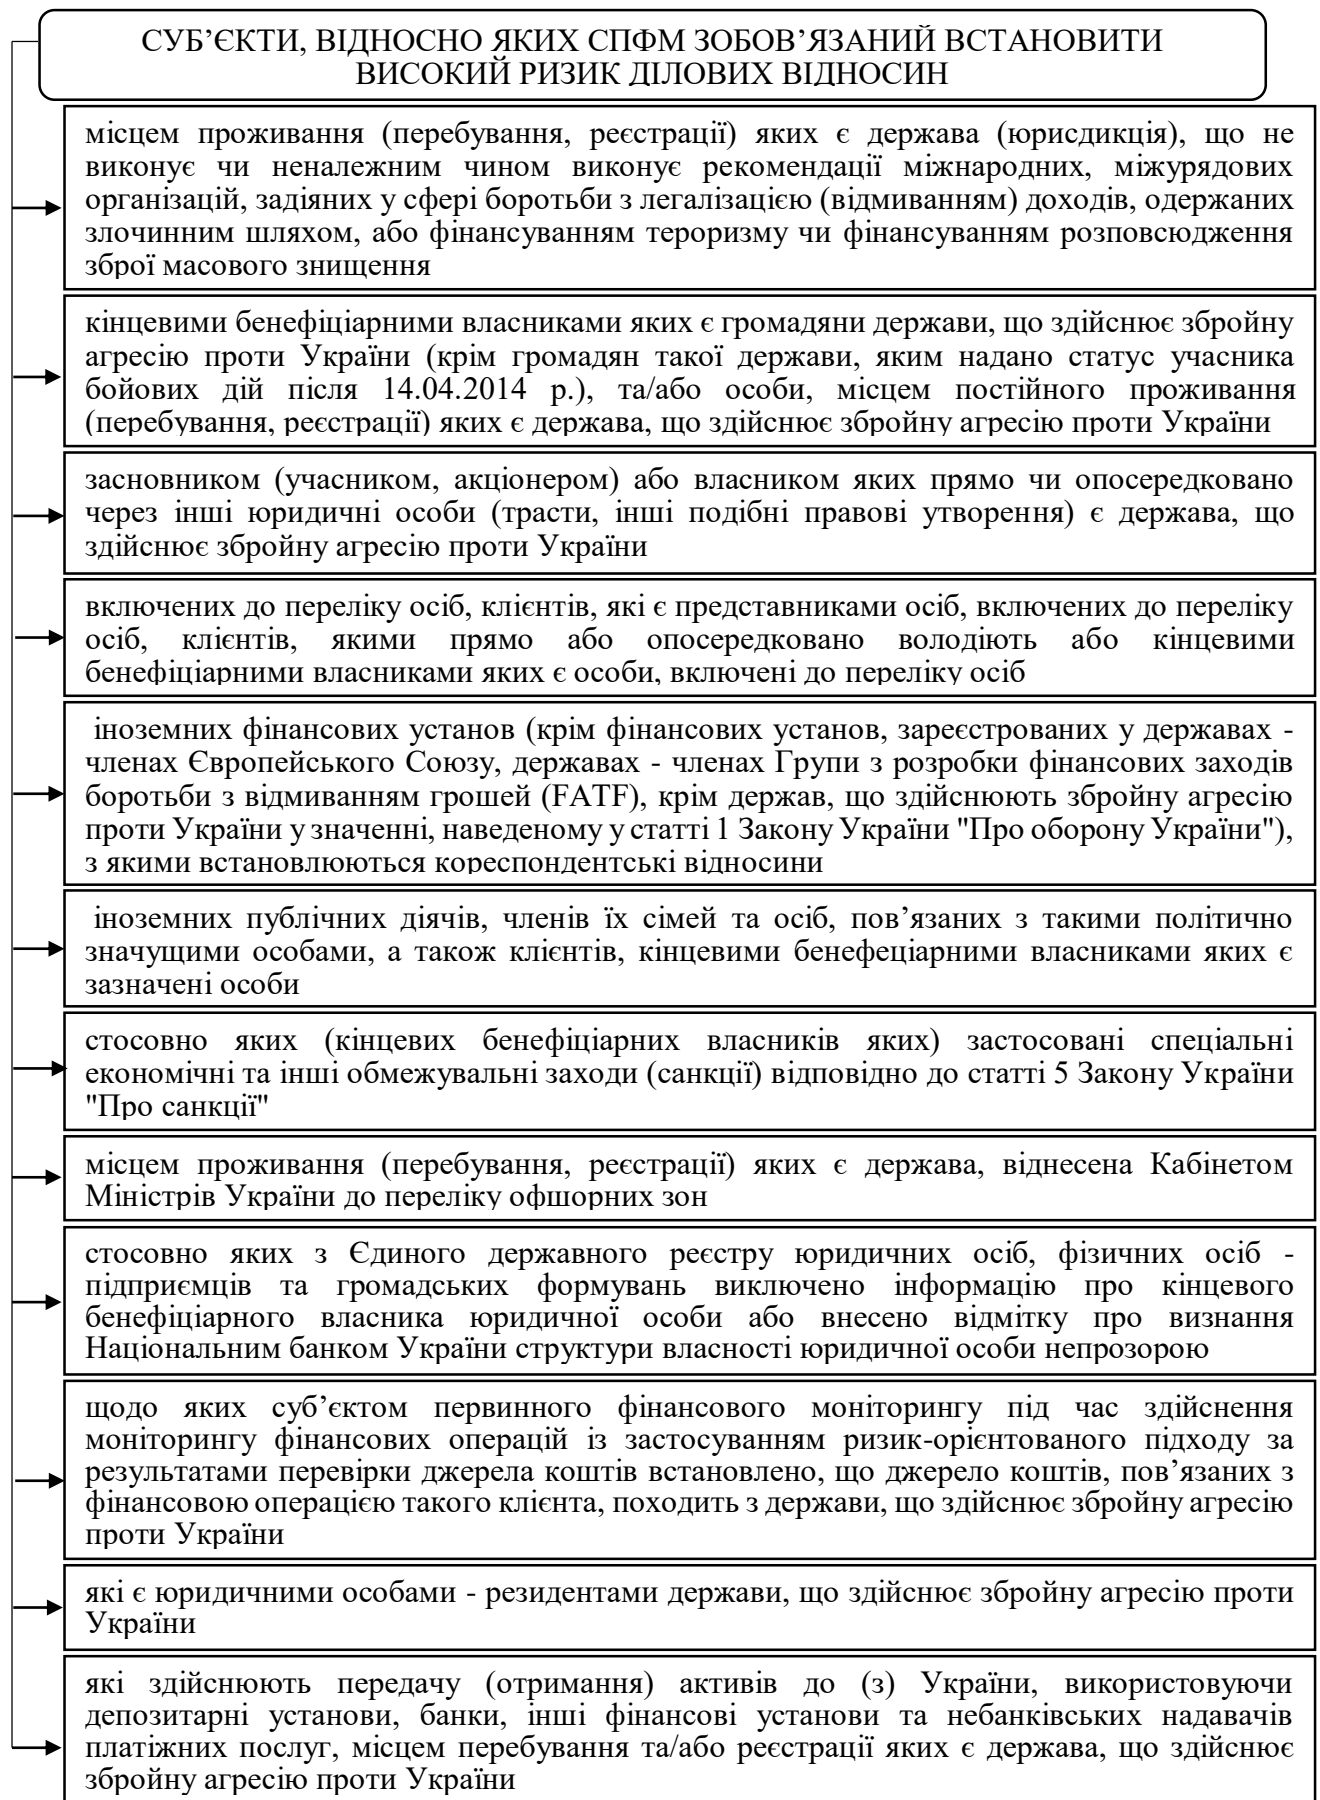 СУБ’ЄКТИ, ВІДНОСНО ЯКИХ СПФМ ЗОБОВ’ЯЗАНИЙ ВСТАНОВИТИ
ВИСОКИЙ РИЗИК ДІЛОВИХ ВІДНОСИН
місцем проживання (перебування, реєстрації) яких є держава (юрисдикція), що не
виконує чи неналежним чином виконує рекомендації міжнародних, міжурядових
організацій, задіяних у сфері боротьби з легалізацією (відмиванням) доходів, одержаних
злочинним шляхом, або фінансуванням тероризму чи фінансуванням розповсюдження
зброї масового знищення
кінцевими бенефіціарними власниками яких є громадяни держави, що здійснює збройну
агресію проти України (крім громадян такої держави, яким надано статус учасника
бойових дій після 14.04.2014 р.), та/або особи, місцем постійного проживання
(перебування, реєстрації) яких є держава, що здійснює збройну агресію проти України
засновником (учасником, акціонером) або власником яких прямо чи опосередковано
через інші юридичні особи (трасти, інші подібні правові утворення) є держава, що
здійснює збройну агресію проти України
включених до переліку осіб, клієнтів, які є представниками осіб, включених до переліку
осіб, клієнтів, якими прямо або опосередковано володіють або кінцевими
бенефіціарними власниками яких є особи, включені до переліку осіб
іноземних фінансових установ (крім фінансових установ, зареєстрованих у державах -
членах Європейського Союзу, державах - членах Групи з розробки фінансових заходів
боротьби з відмиванням грошей (FATF), крім держав, що здійснюють збройну агресію
проти України у значенні, наведеному у статті 1 Закону України "Про оборону України"),
з якими встановлюються кореспондентські відносини
іноземних публічних діячів, членів їх сімей та осіб, пов’язаних з такими політично
значущими особами, а також клієнтів, кінцевими бенефеціарними власниками яких є
зазначені особи
стосовно яких (кінцевих бенефіціарних власників яких) застосовані спеціальні
економічні та інші обмежувальні заходи (санкції) відповідно до статті 5 Закону України
"Про санкції"
місцем проживання (перебування, реєстрації) яких є держава, віднесена Кабінетом
Міністрів України до переліку офшорних зон
стосовно яких з Єдиного державного реєстру юридичних осіб, фізичних осіб -
підприємців та громадських формувань виключено інформацію про кінцевого
бенефіціарного власника юридичної особи або внесено відмітку про визнання
Національним банком України структури власності юридичної особи непрозорою
щодо яких суб’єктом первинного фінансового моніторингу під час здійснення
моніторингу фінансових операцій із застосуванням ризик-орієнтованого підходу за
результатами перевірки джерела коштів встановлено, що джерело коштів, пов’язаних з
фінансовою операцією такого клієнта, походить з держави, що здійснює збройну агресію
проти України
які є юридичними особами - резидентами держави, що здійснює збройну агресію проти
України
які здійснюють передачу (отримання) активів до (з) України, використовуючи
депозитарні установи, банки, інші фінансові установи та небанківських надавачів
платіжних послуг, місцем перебування та/або реєстрації яких є держава, що здійснює
збройну агресію проти України